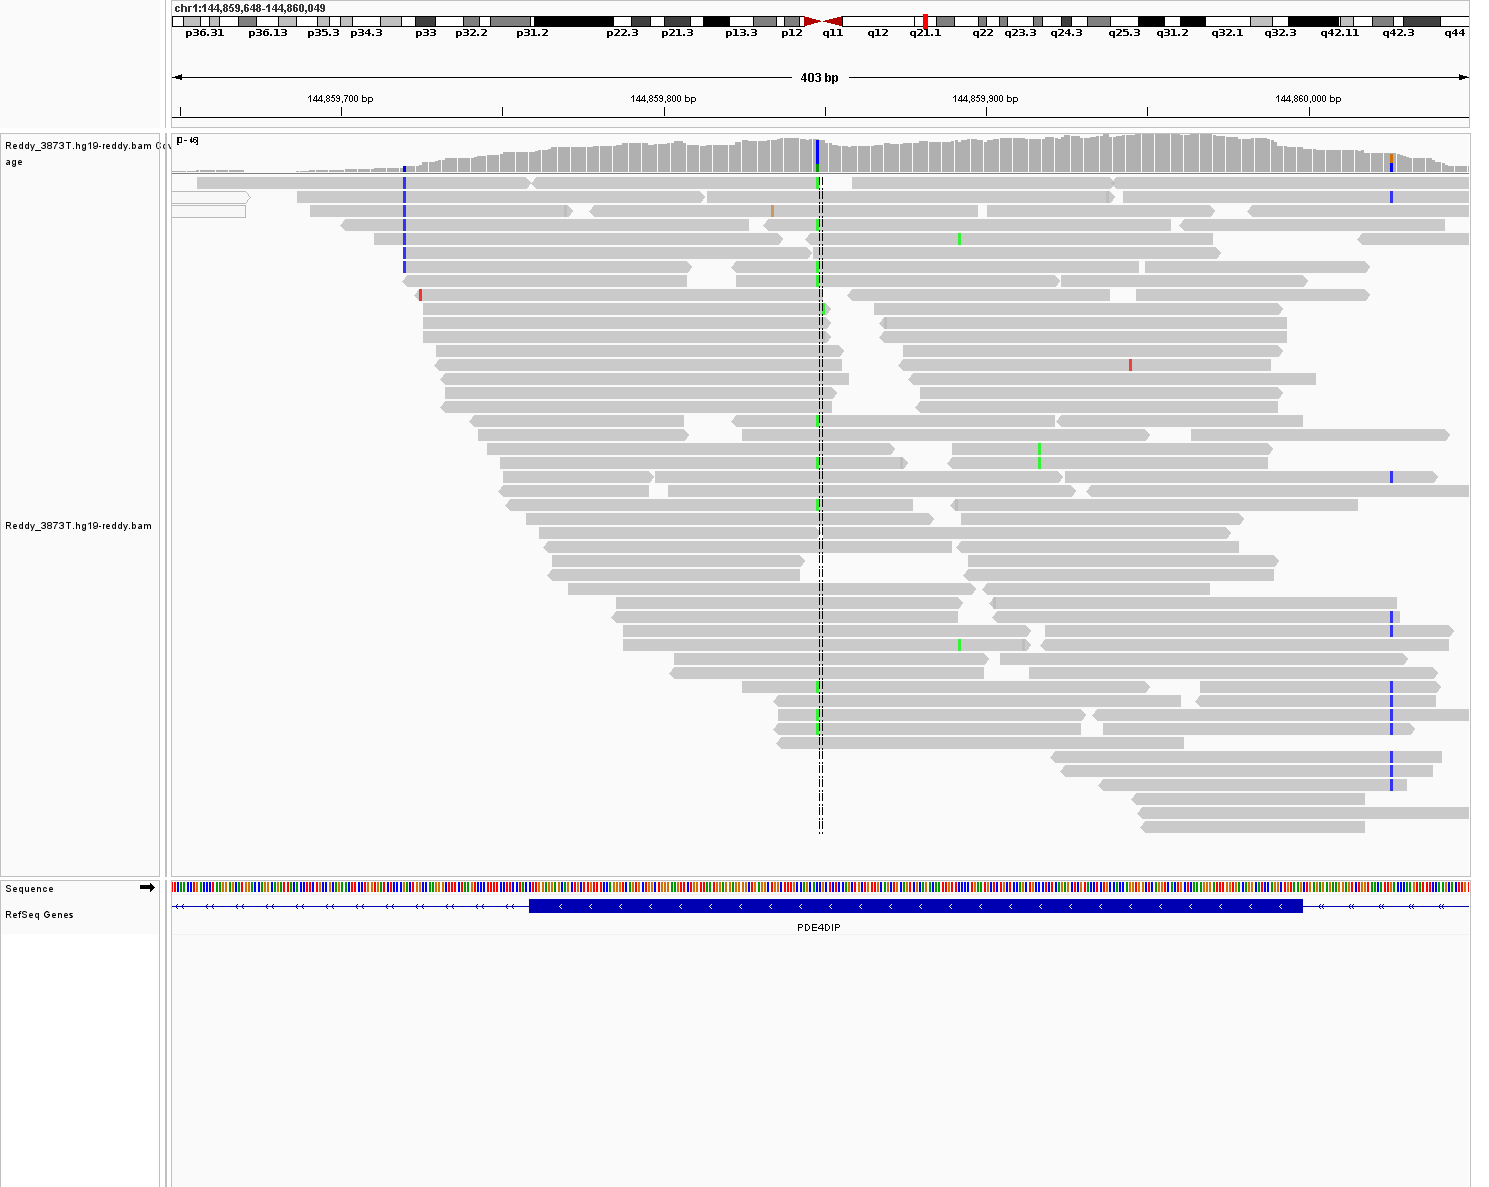 chr1:144,859,648-144,860,049
p36.31 p36.13 p35.3 p34.3 p33 p32.2 p31.2 p22.3 p21.3 p13.3 p12 q11 q12 q21.1 q22 q23.3 q24.3 q25.3 q31.2 q32.1 q32.3 q42.11 q42.3 q44
403 bp
144,859,700 bp 144,859,800 bp 144,859,900 bp 144,860,000 bp
Reddy_3873T.hg19-reddy.bam Cov
age
[0 - 46]
Reddy_3873T.hg19-reddy.bam
Sequence
RefSeq Genes
PDE4DIP